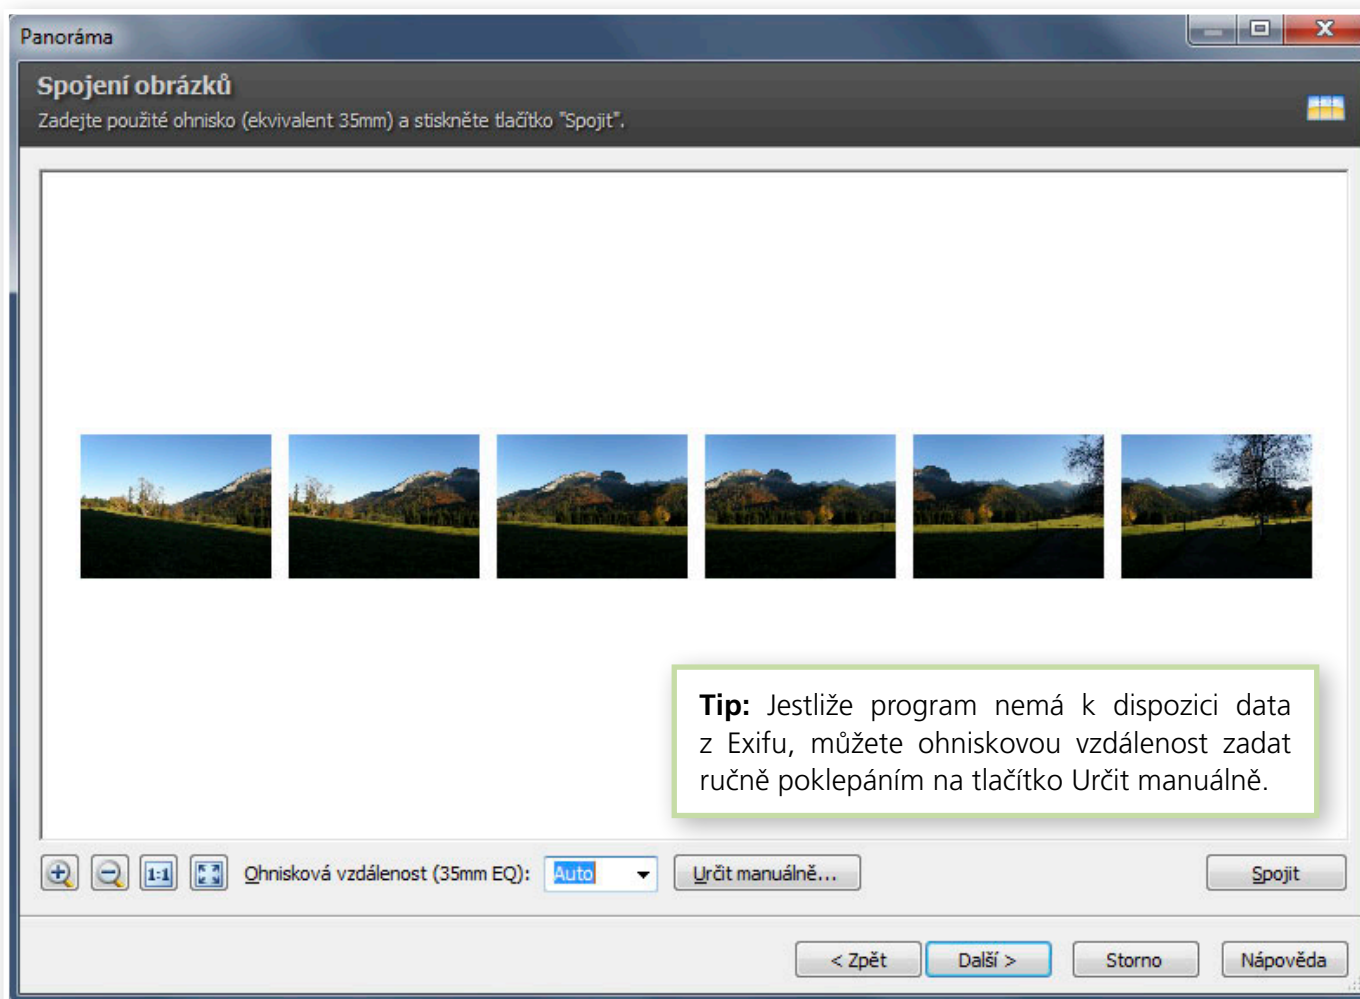 Panoráma
Spojení obrázků
Zadejte použité ohnisko (ekvivalent 35mm) a stiskněte tlačítko "Spojit".
Tip: Jestliže program nemá k dispozici data
z Exifu, můžete ohniskovou vzdálenost zadat
ručně poklepáním na tlačítko Určit manuálně.
1:1 Ohnisková vzdálenost (35mm EQ): Auto Určit manuálně... Spojit
< Zpět Další > Storno Nápověda